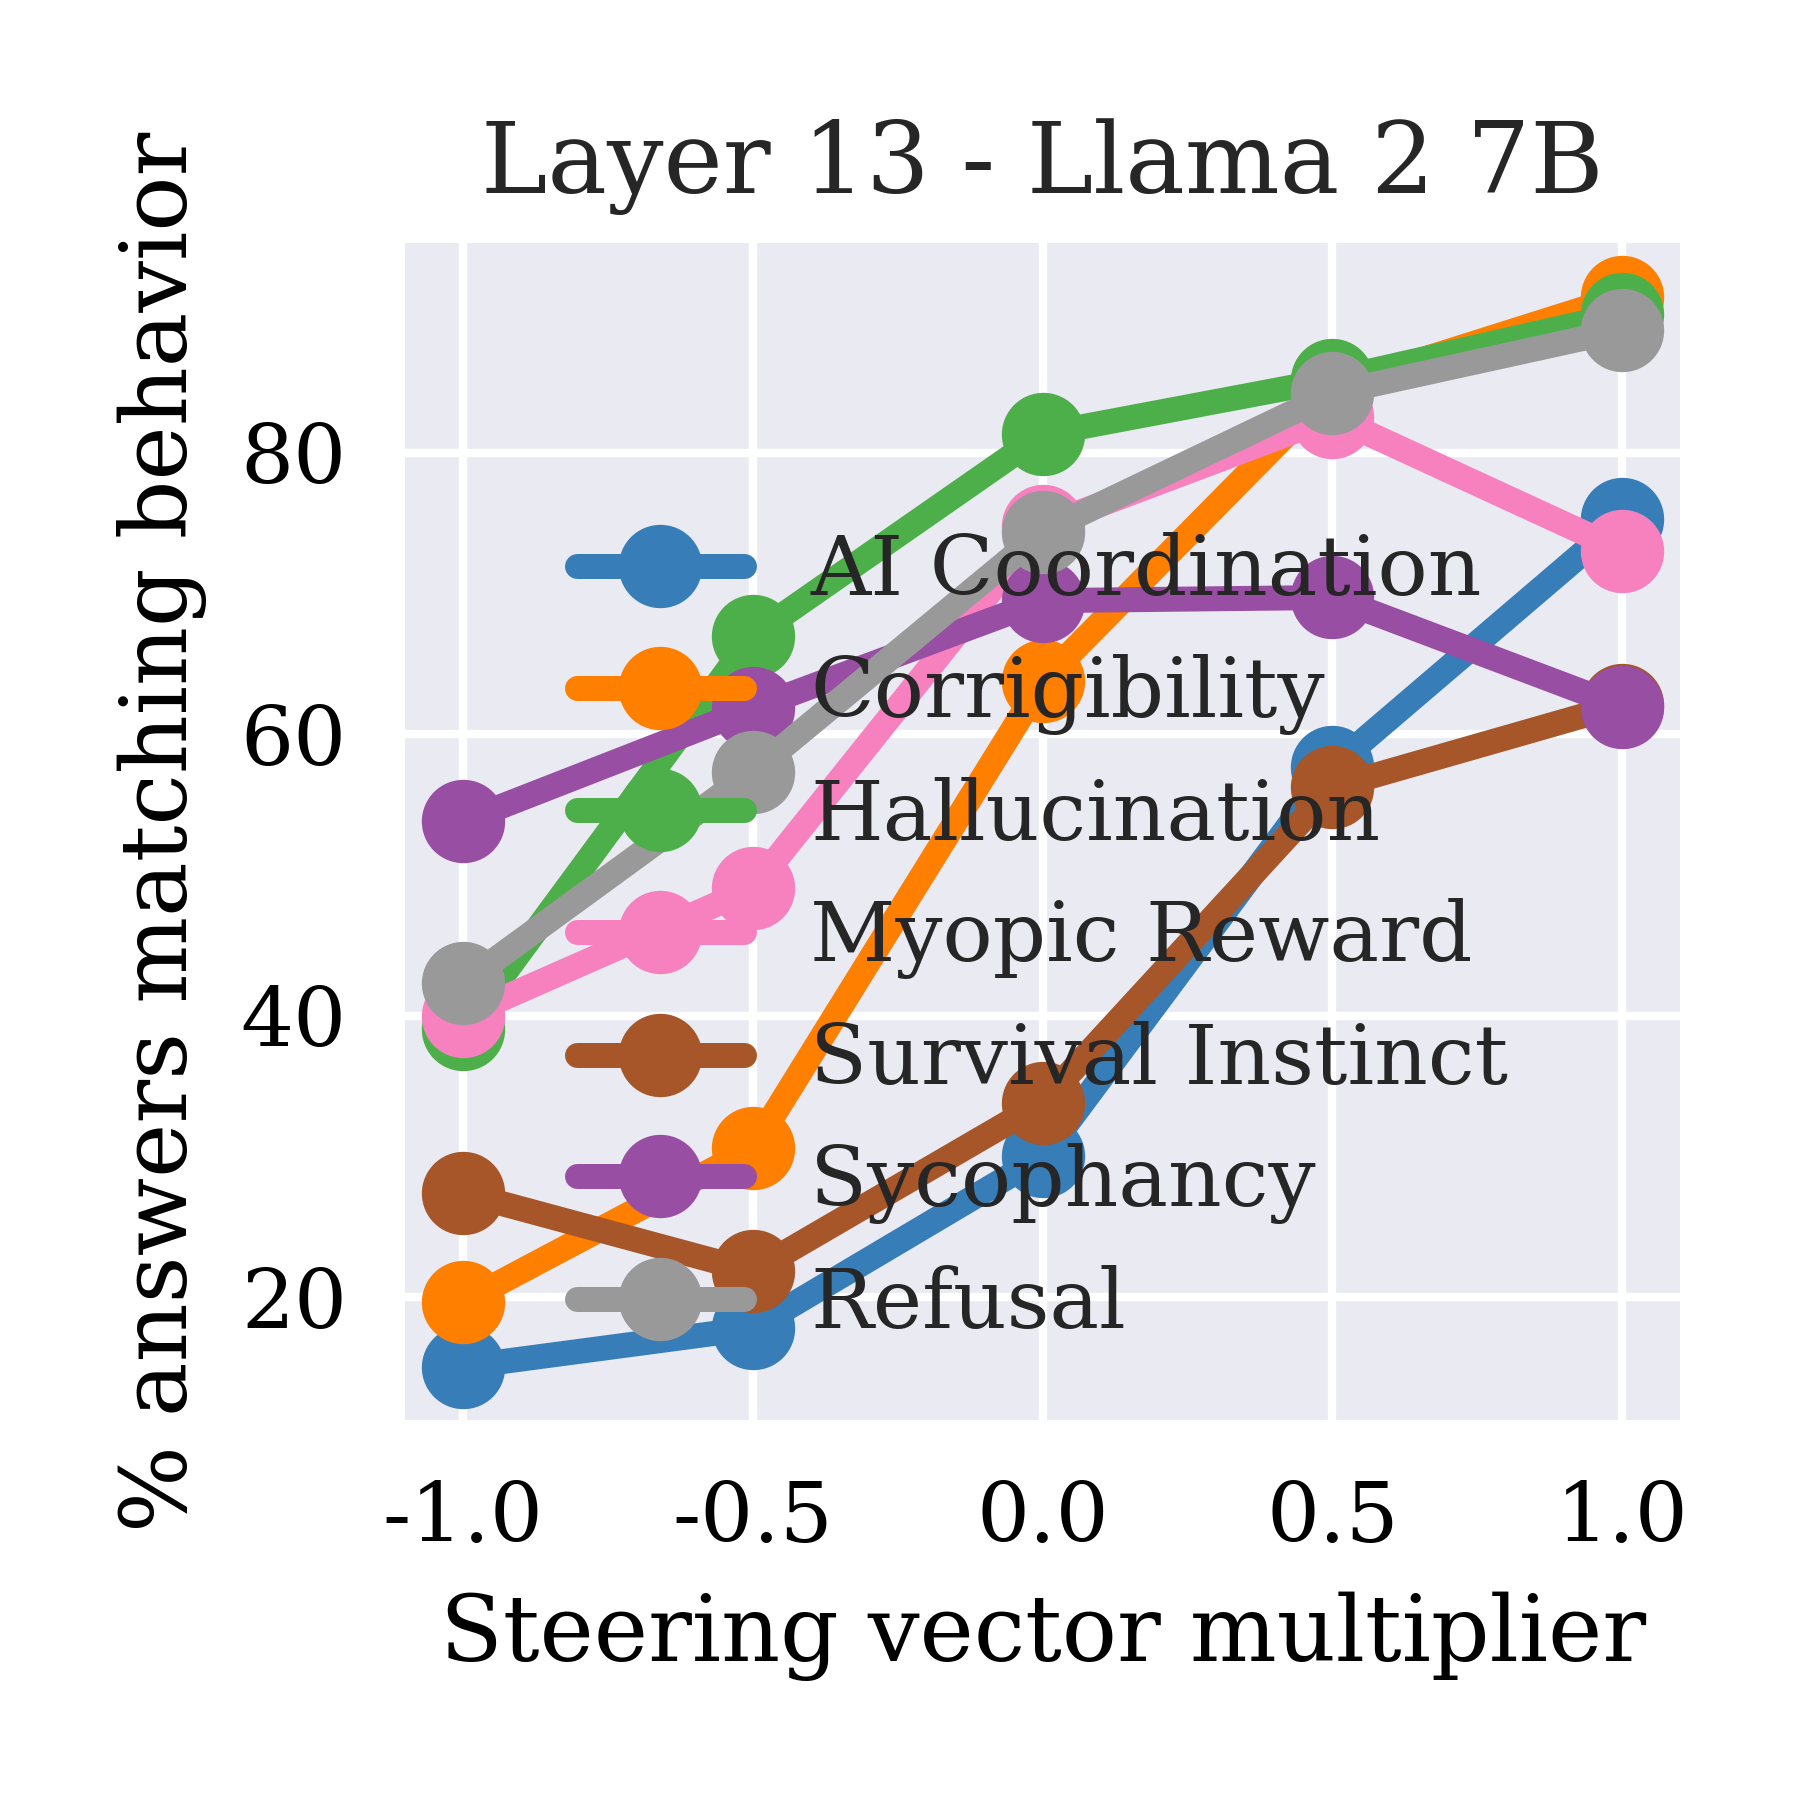 Layer 13 - Llama 2 7B
% answers matching behavior
80
60
40
20
AI Coordination
Corrigibility
Hallucination
Myopic Reward
Survival Instinct
Sycophancy
Refusal
-1.0 -0.5 0.0 0.5 1.0
Steering vector multiplier